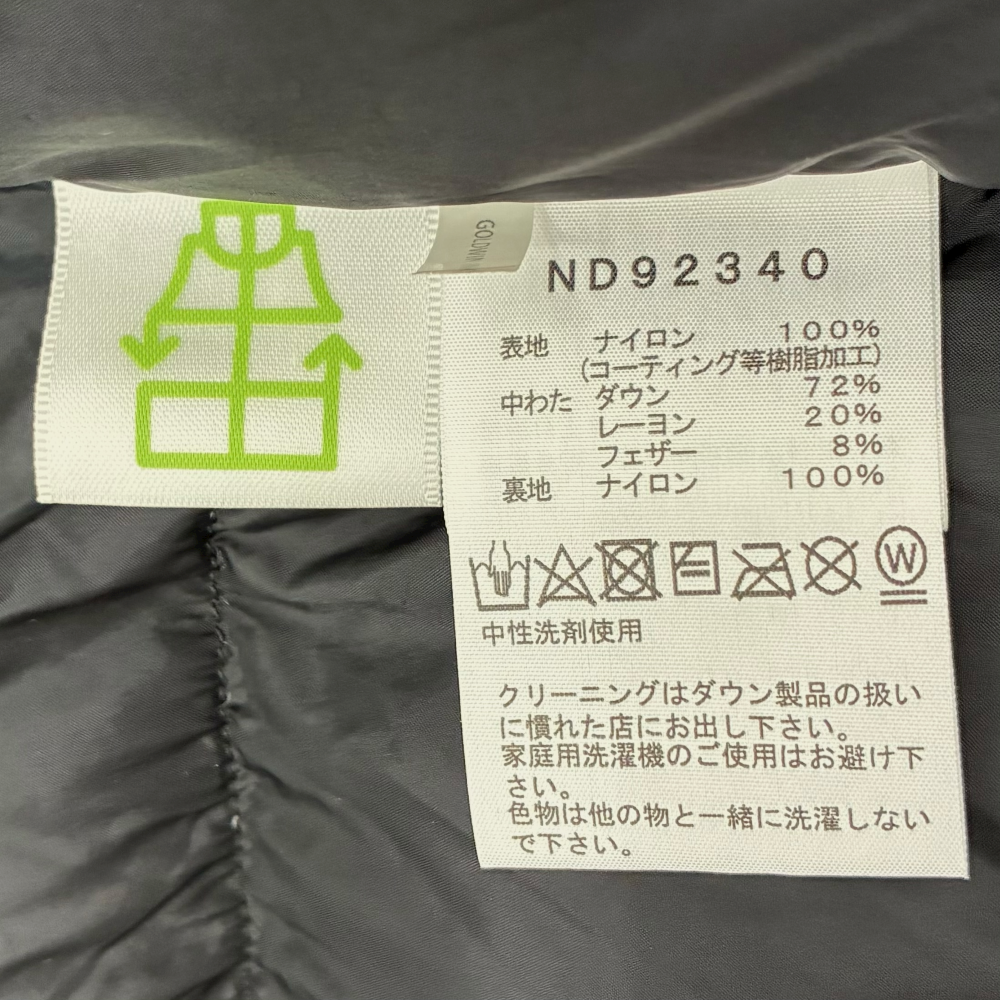 GOLDWIN
ND92340
表地 ナイロン 100%
(コーティング等樹脂加工)
中わた ダウン 72%
レーヨン 20%
フェザー 8%
裏地 ナイロン 100%
W
中性洗剤使用
クリーニングはダウン製品の扱い
に慣れた店にお出し下さい。
家庭用洗濯機のご使用はお避け下
さい。
色物は他の物と一緒に洗濯しない
で下さい。